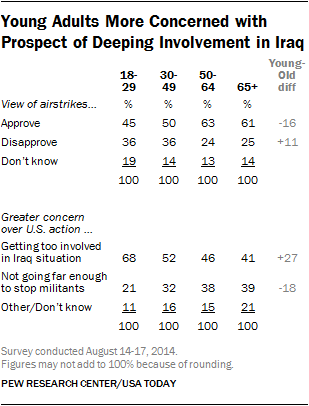 Young Adults More Concerned with
Prospect of Deeping Involvement in Iraq
18-29 30-49 50-64 65+ Young-Old diff
View of airstrikes... % % % %
Approve 45 50 63 61 -16
Disapprove 36 36 24 25 +11
Don't know 19 14 13 14
100 100 100 100
Greater concern
over U.S. action ...
Getting too involved
in Iraq situation 68 52 46 41 +27
Not going far enough
to stop militants 21 32 38 39 -18
Other/Don't know 11 16 15 21
100 100 100 100
Survey conducted August 14-17, 2014.
Figures may not add to 100% because of rounding.
PEW RESEARCH CENTER/USA TODAY